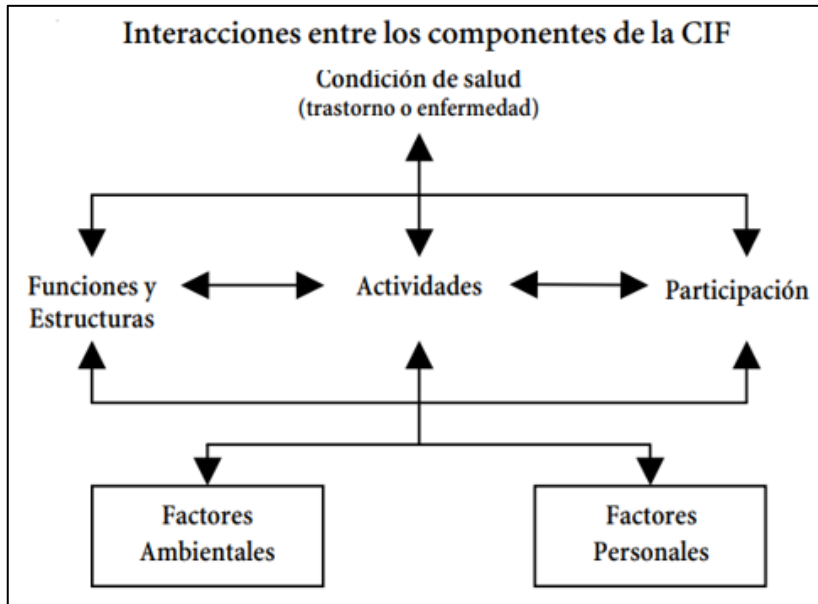 Interacciones entre los componentes de la CIF
Condición de salud
(trastorno o enfermedad)
Funciones y
Estructuras
Actividades
Participación
Factores
Ambientales
Factores
Personales